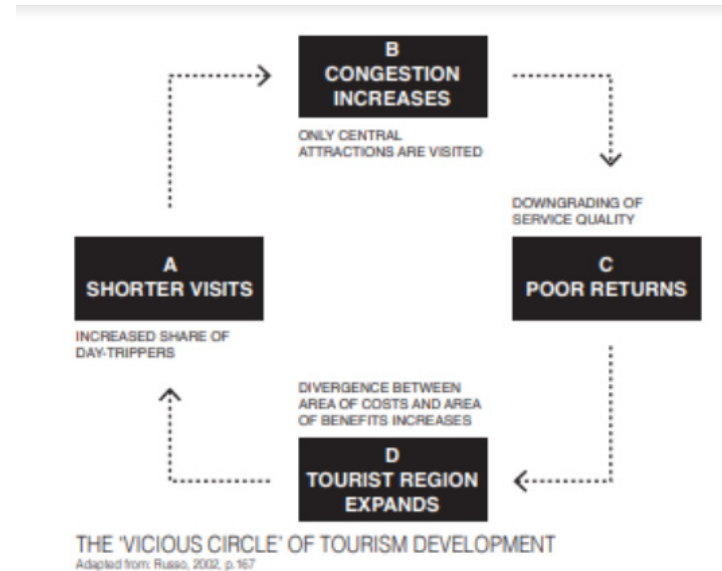 B
CONGESTION
INCREASES
ONLY CENTRAL
ATTRACTIONS ARE VISITED
DOWNGRADING OF
SERVICE QUALITY
A
SHORTER VISITS
C
POOR RETURNS
INCREASED SHARE OF
DAY-TRIPPERS
DIVERGENCE BETWEEN
AREA OF COSTS AND AREA
OF BENEFITS INCREASES
D
TOURIST REGION
EXPANDS
THE 'VICIOUS CIRCLE' OF TOURISM DEVELOPMENT
Adapted from: Russo, 2002, p.167